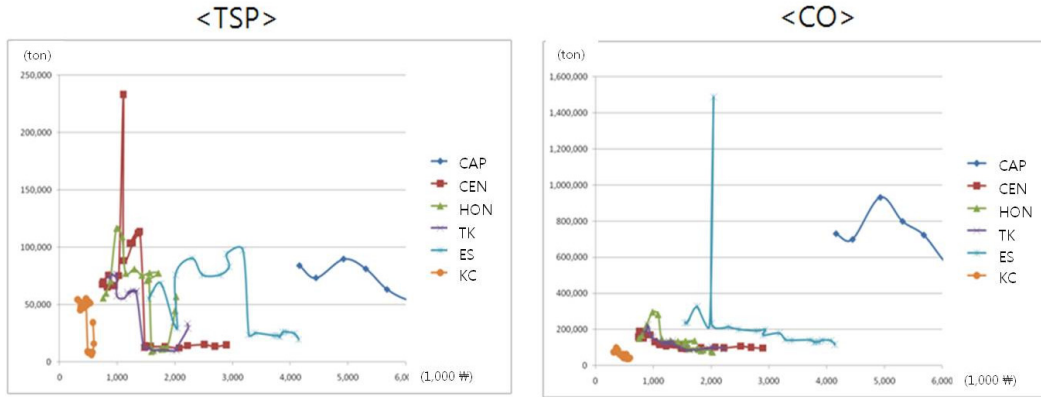 <TSP>
(ton)
250,000
200,000
150,000
100,000
50,000
0
0
1,000
2,000
3,000
4,000
5,000
6,0
(1,000 ₩)
CAP
CEN
HON
TK
ES
KC
<CO>
(ton)
1,600,000
1,400,000
1,200,000
1,000,000
800,000
600,000
400,000
200,000
0
0
1,000
2,000
3,000
4,000
5,000
6,000
(1,000 ₩)
CAP
CEN
HON
TK
ES
KC